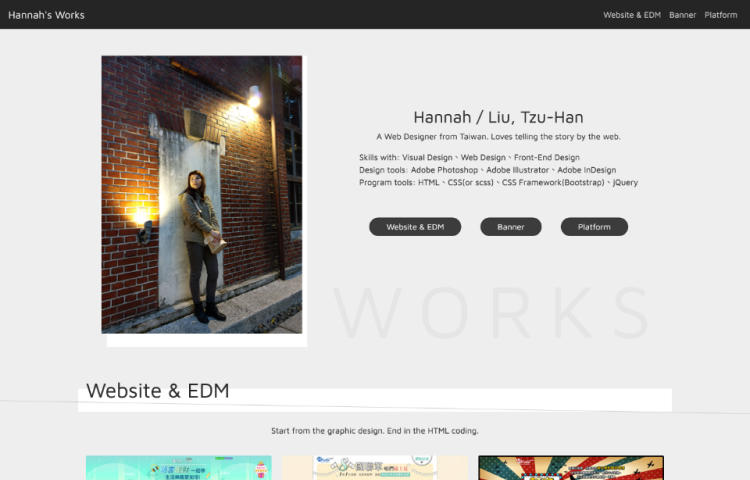 Hannah's Works
Website & EDM Banner Platform
Hannah / Liu, Tzu-Han
A Web Designer from Taiwan. Loves telling the story by the web.
Skills with: Visual Design、Web Design、Front-End Design
Design tools: Adobe Photoshop、Adobe Illustrator、Adobe InDesign
Program tools: HTML、CSS(or scss)、CSS Framework(Bootstrap)、jQuery
Website & EDM Banner Platform
WORKS
Website & EDM
Start from the graphic design. End in the HTML coding.